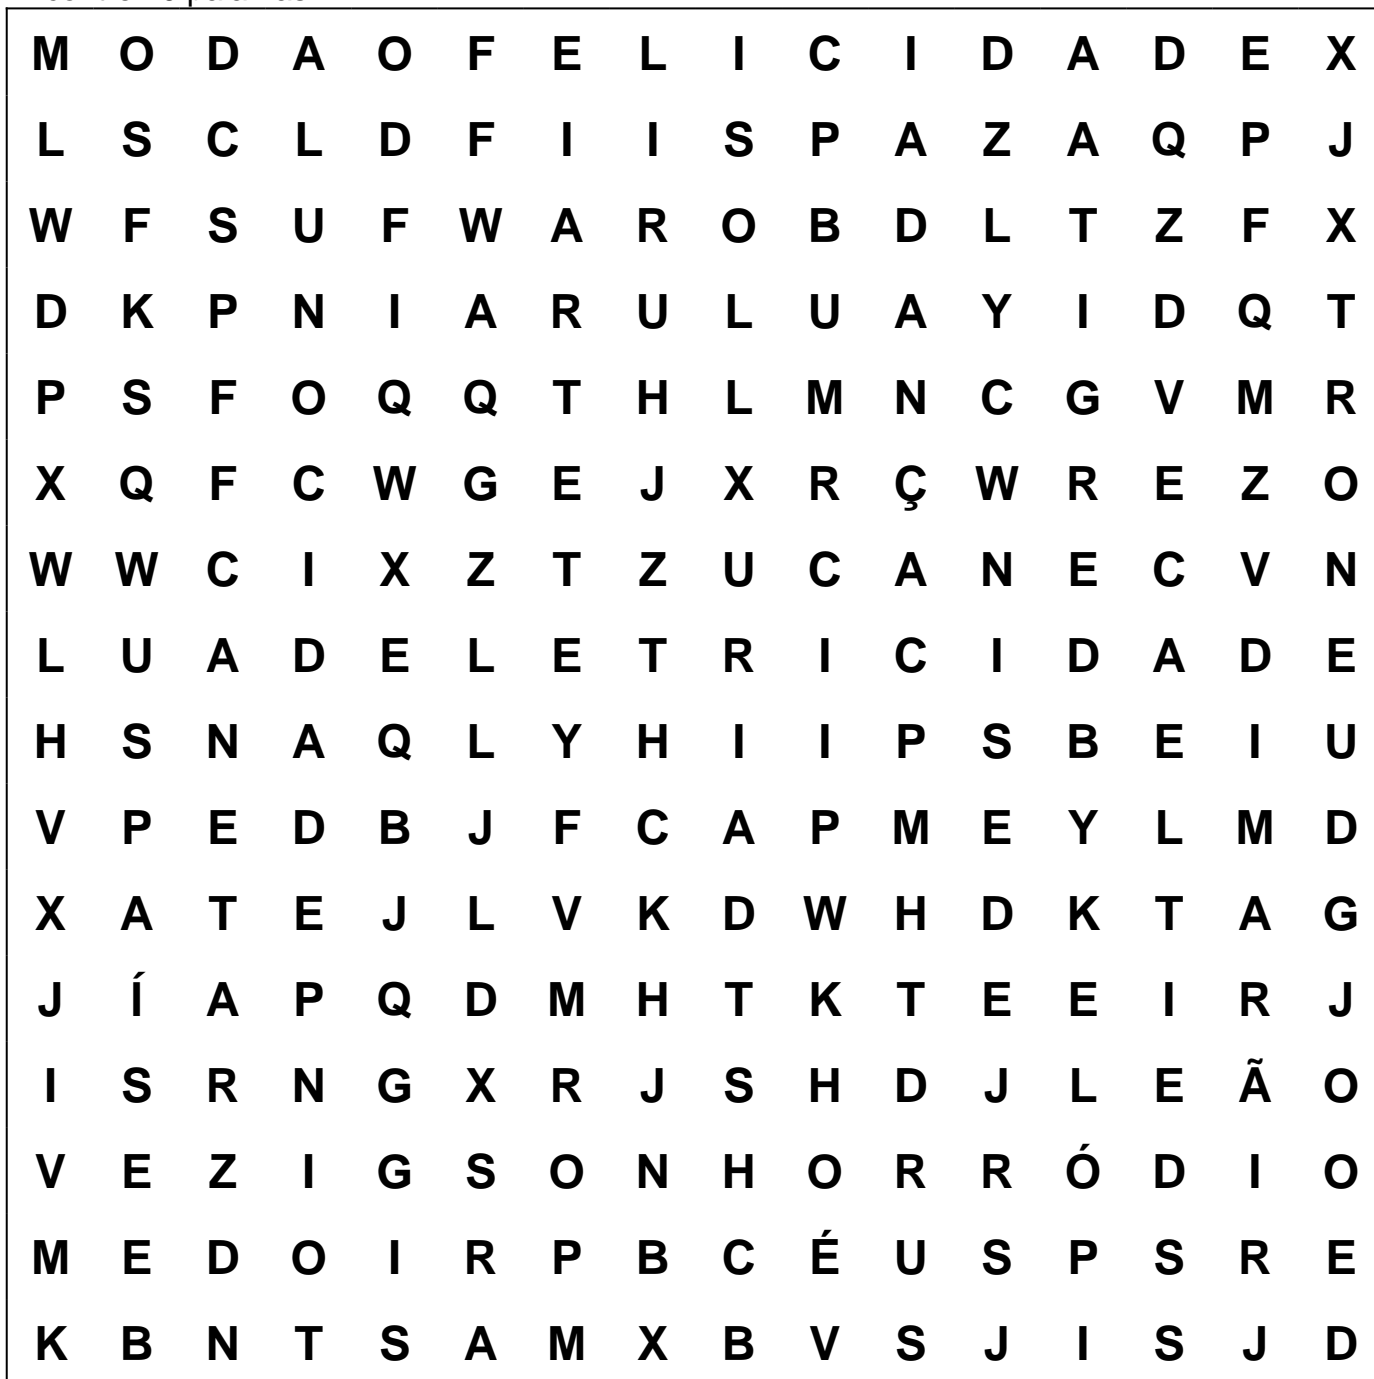 M O D A O F E L I C I D A D E X
L S C L D F I I S P A Z A Q P J
W F S U F W A R O B D L T Z F X
D K P N I A R U L U A Y I D Q T
P S F O Q Q T H L M N C G V M R
X Q F C W G E J X R Ç W R E Z O
W W C I X Z T Z U C A N E C V N
L U A D E L E T R I C I D A D E
H S N A Q L Y H I I P S B E I U
V P E D B J F C A P M E Y L M D
X A T E J L V K D W H D K T A G
J Í A P Q D M H T K T E E I R J
I S R N G X R J S H D J L E Ã O
V E Z I G S O N H O R R Ó D I O
M E D O I R P B C É U S P S R E
K B N T S A M X B V S J I S J D